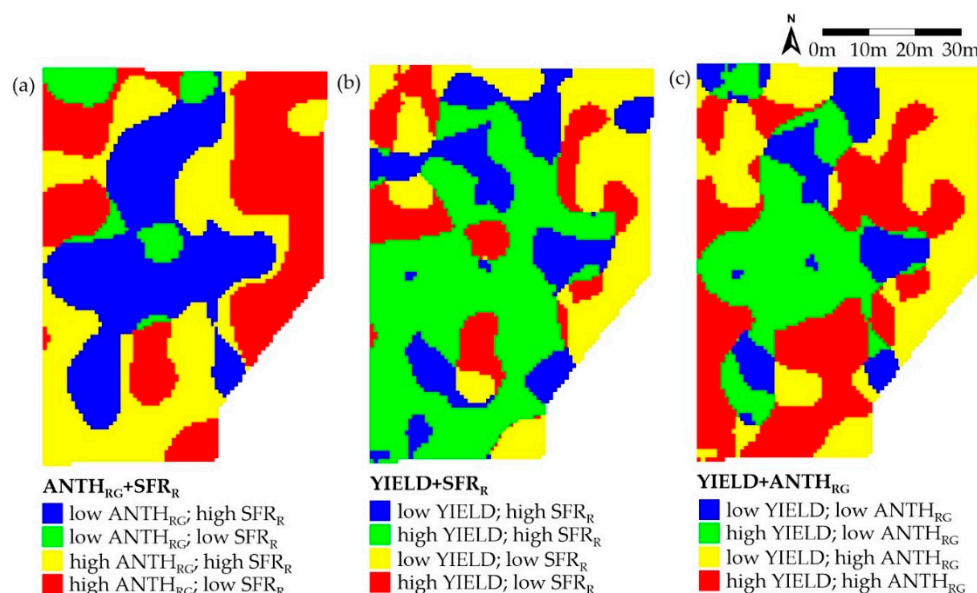 N
0m 10m 20m 30m
(a)
(b)
(c)
ANTH_RG+SFR_R
low ANTH_RG; high SFR_R
low ANTH_RG; low SFR_R
high ANTH_RG; high SFR_R
high ANTH_RG; low SFR_R
YIELD+SFR_R
low YIELD; high SFR_R
high YIELD; high SFR_R
low YIELD; low SFR_R
high YIELD; low SFR_R
YIELD+ANTH_RG
low YIELD; low ANTH_RG
high YIELD; low ANTH_RG
low YIELD; high ANTH_RG
high YIELD; high ANTH_RG